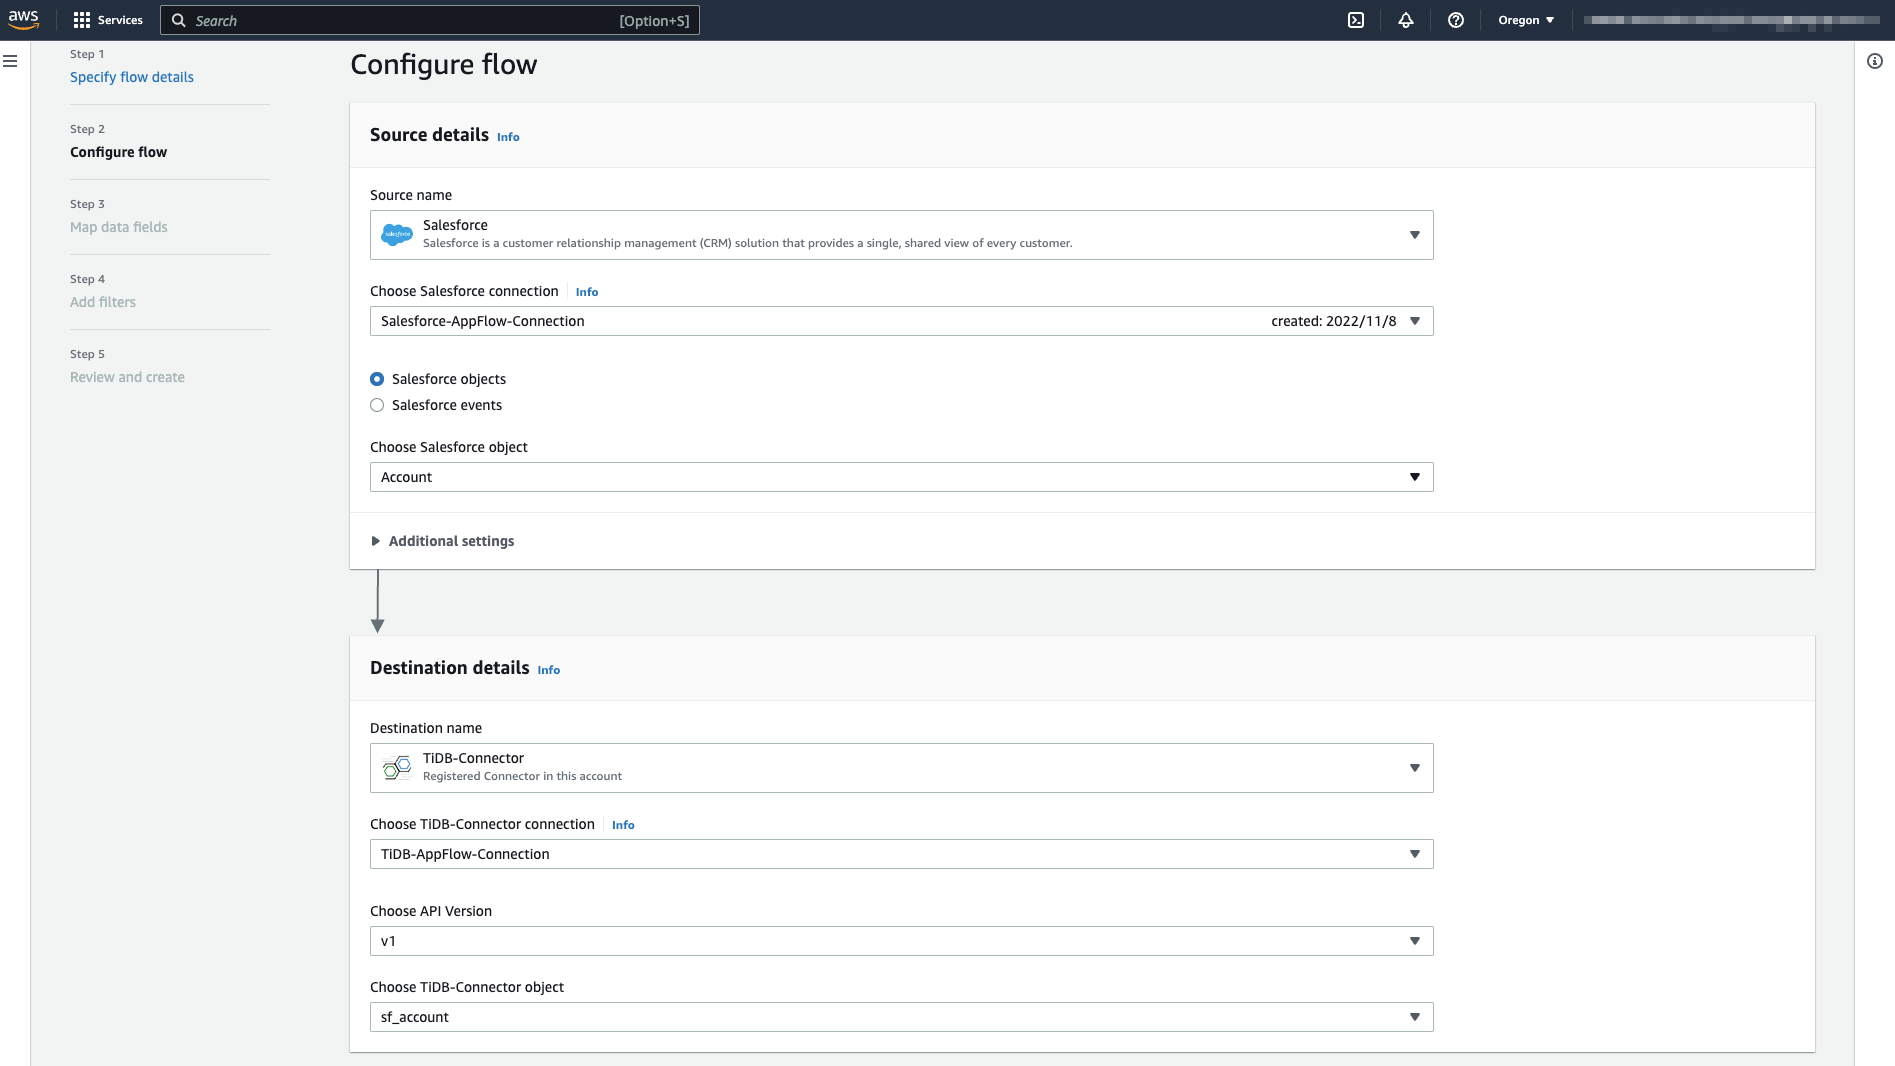 aws
Services
Search
[Option+S]
Oregon
Step 1
Specify flow details
Step 2
Configure flow
Step 3
Map data fields
Step 4
Add filters
Step 5
Review and create
Configure flow
Source details Info
Source name
salesforce
Salesforce
Salesforce is a customer relationship management (CRM) solution that provides a single, shared view of every customer.
Choose Salesforce connection Info
Salesforce-AppFlow-Connection created: 2022/11/8
Salesforce objects
Salesforce events
Choose Salesforce object
Account
Additional settings
Destination details Info
Destination name
TiDB-Connector
Registered Connector in this account
Choose TiDB-Connector connection Info
TiDB-AppFlow-Connection
Choose API Version
v1
Choose TiDB-Connector object
sf_account